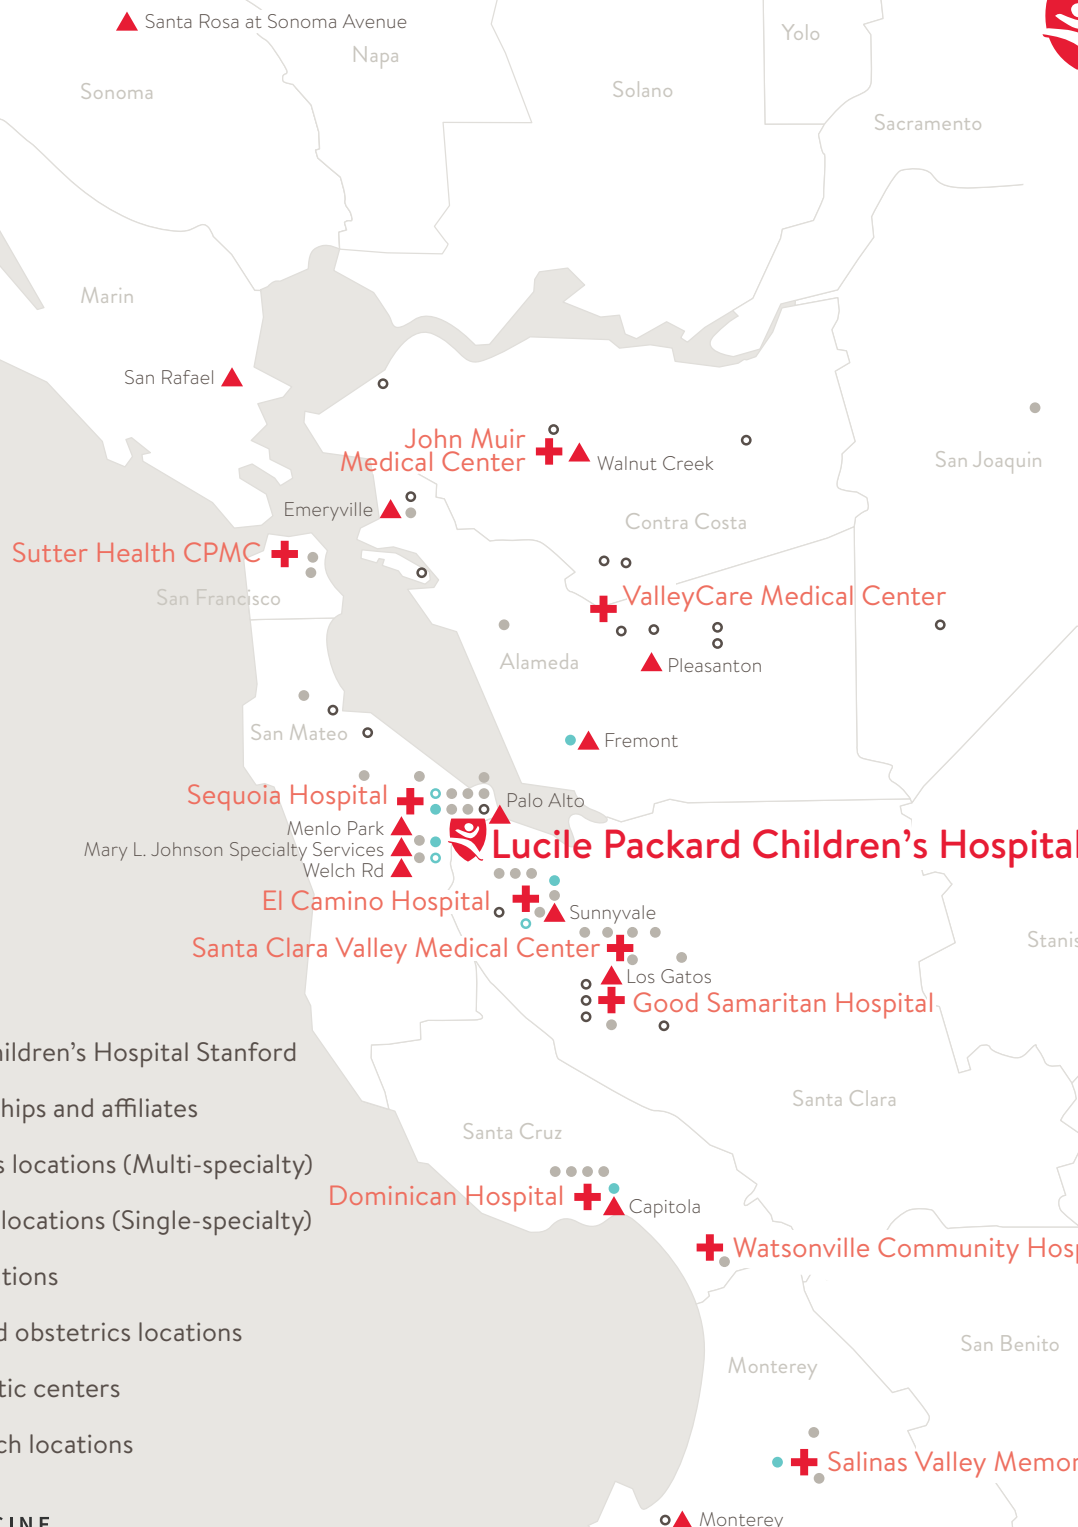 Santa Rosa at Sonoma Avenue
Yolo
Napa
Sonoma
Solano
Sacramento
Marin
San Rafael
John Muir
Medical Center
Walnut Creek
San Joaquin
Emeryville
Contra Costa
Sutter Health CPMC
San Francisco
ValleyCare Medical Center
Alameda
Pleasanton
San Mateo
Fremont
Sequoia Hospital
Palo Alto
Menlo Park
Lucile Packard Children's Hospital
Mary L. Johnson Specialty Services
Welch Rd
El Camino Hospital
Sunnyvale
Santa Clara Valley Medical Center
Stanis
Los Gatos
Good Samaritan Hospital
ildren's Hospital Stanford
Santa Clara
hips and affiliates
Santa Cruz
s locations (Multi-specialty)
Dominican Hospital
Capitola
locations (Single-specialty)
Watsonville Community Hosp
tions
d obstetrics locations
San Benito
Monterey
tic centers
ch locations
Salinas Valley Memor
Monterey
CINE